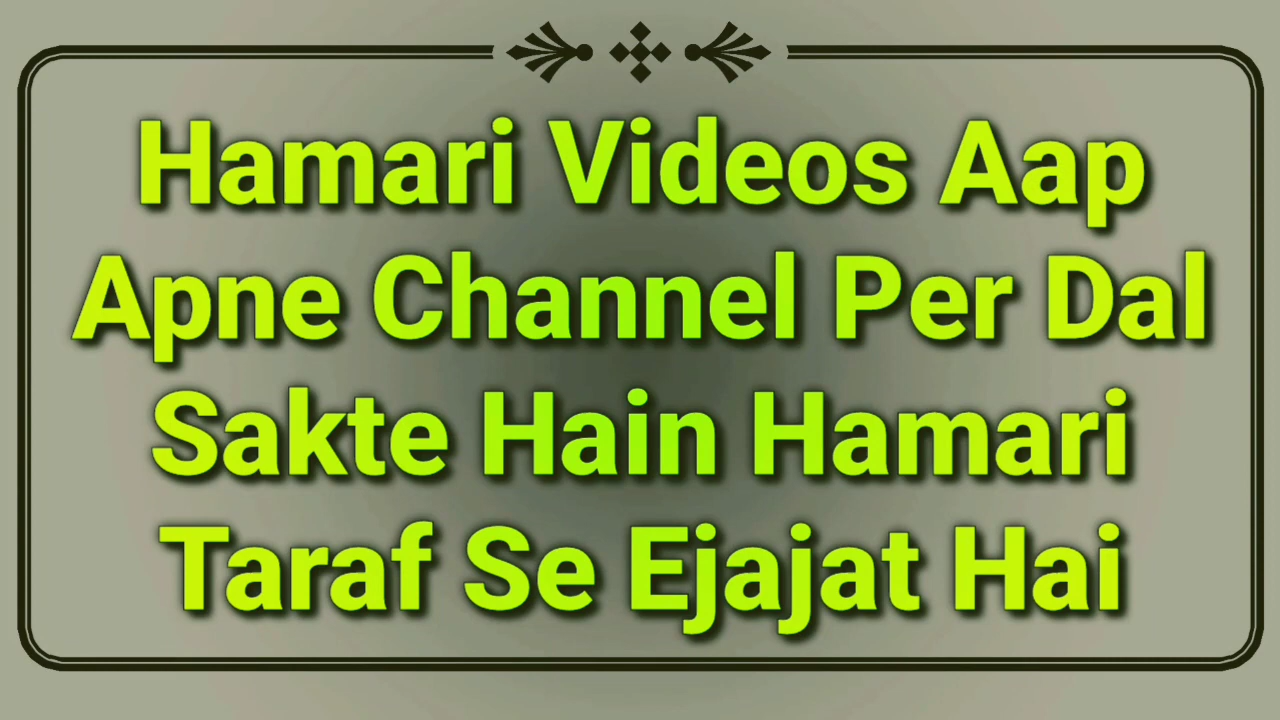 Hamari Videos Aap
Apne Channel Per Dal
Sakte Hain Hamari
Taraf Se Ejajat Hai